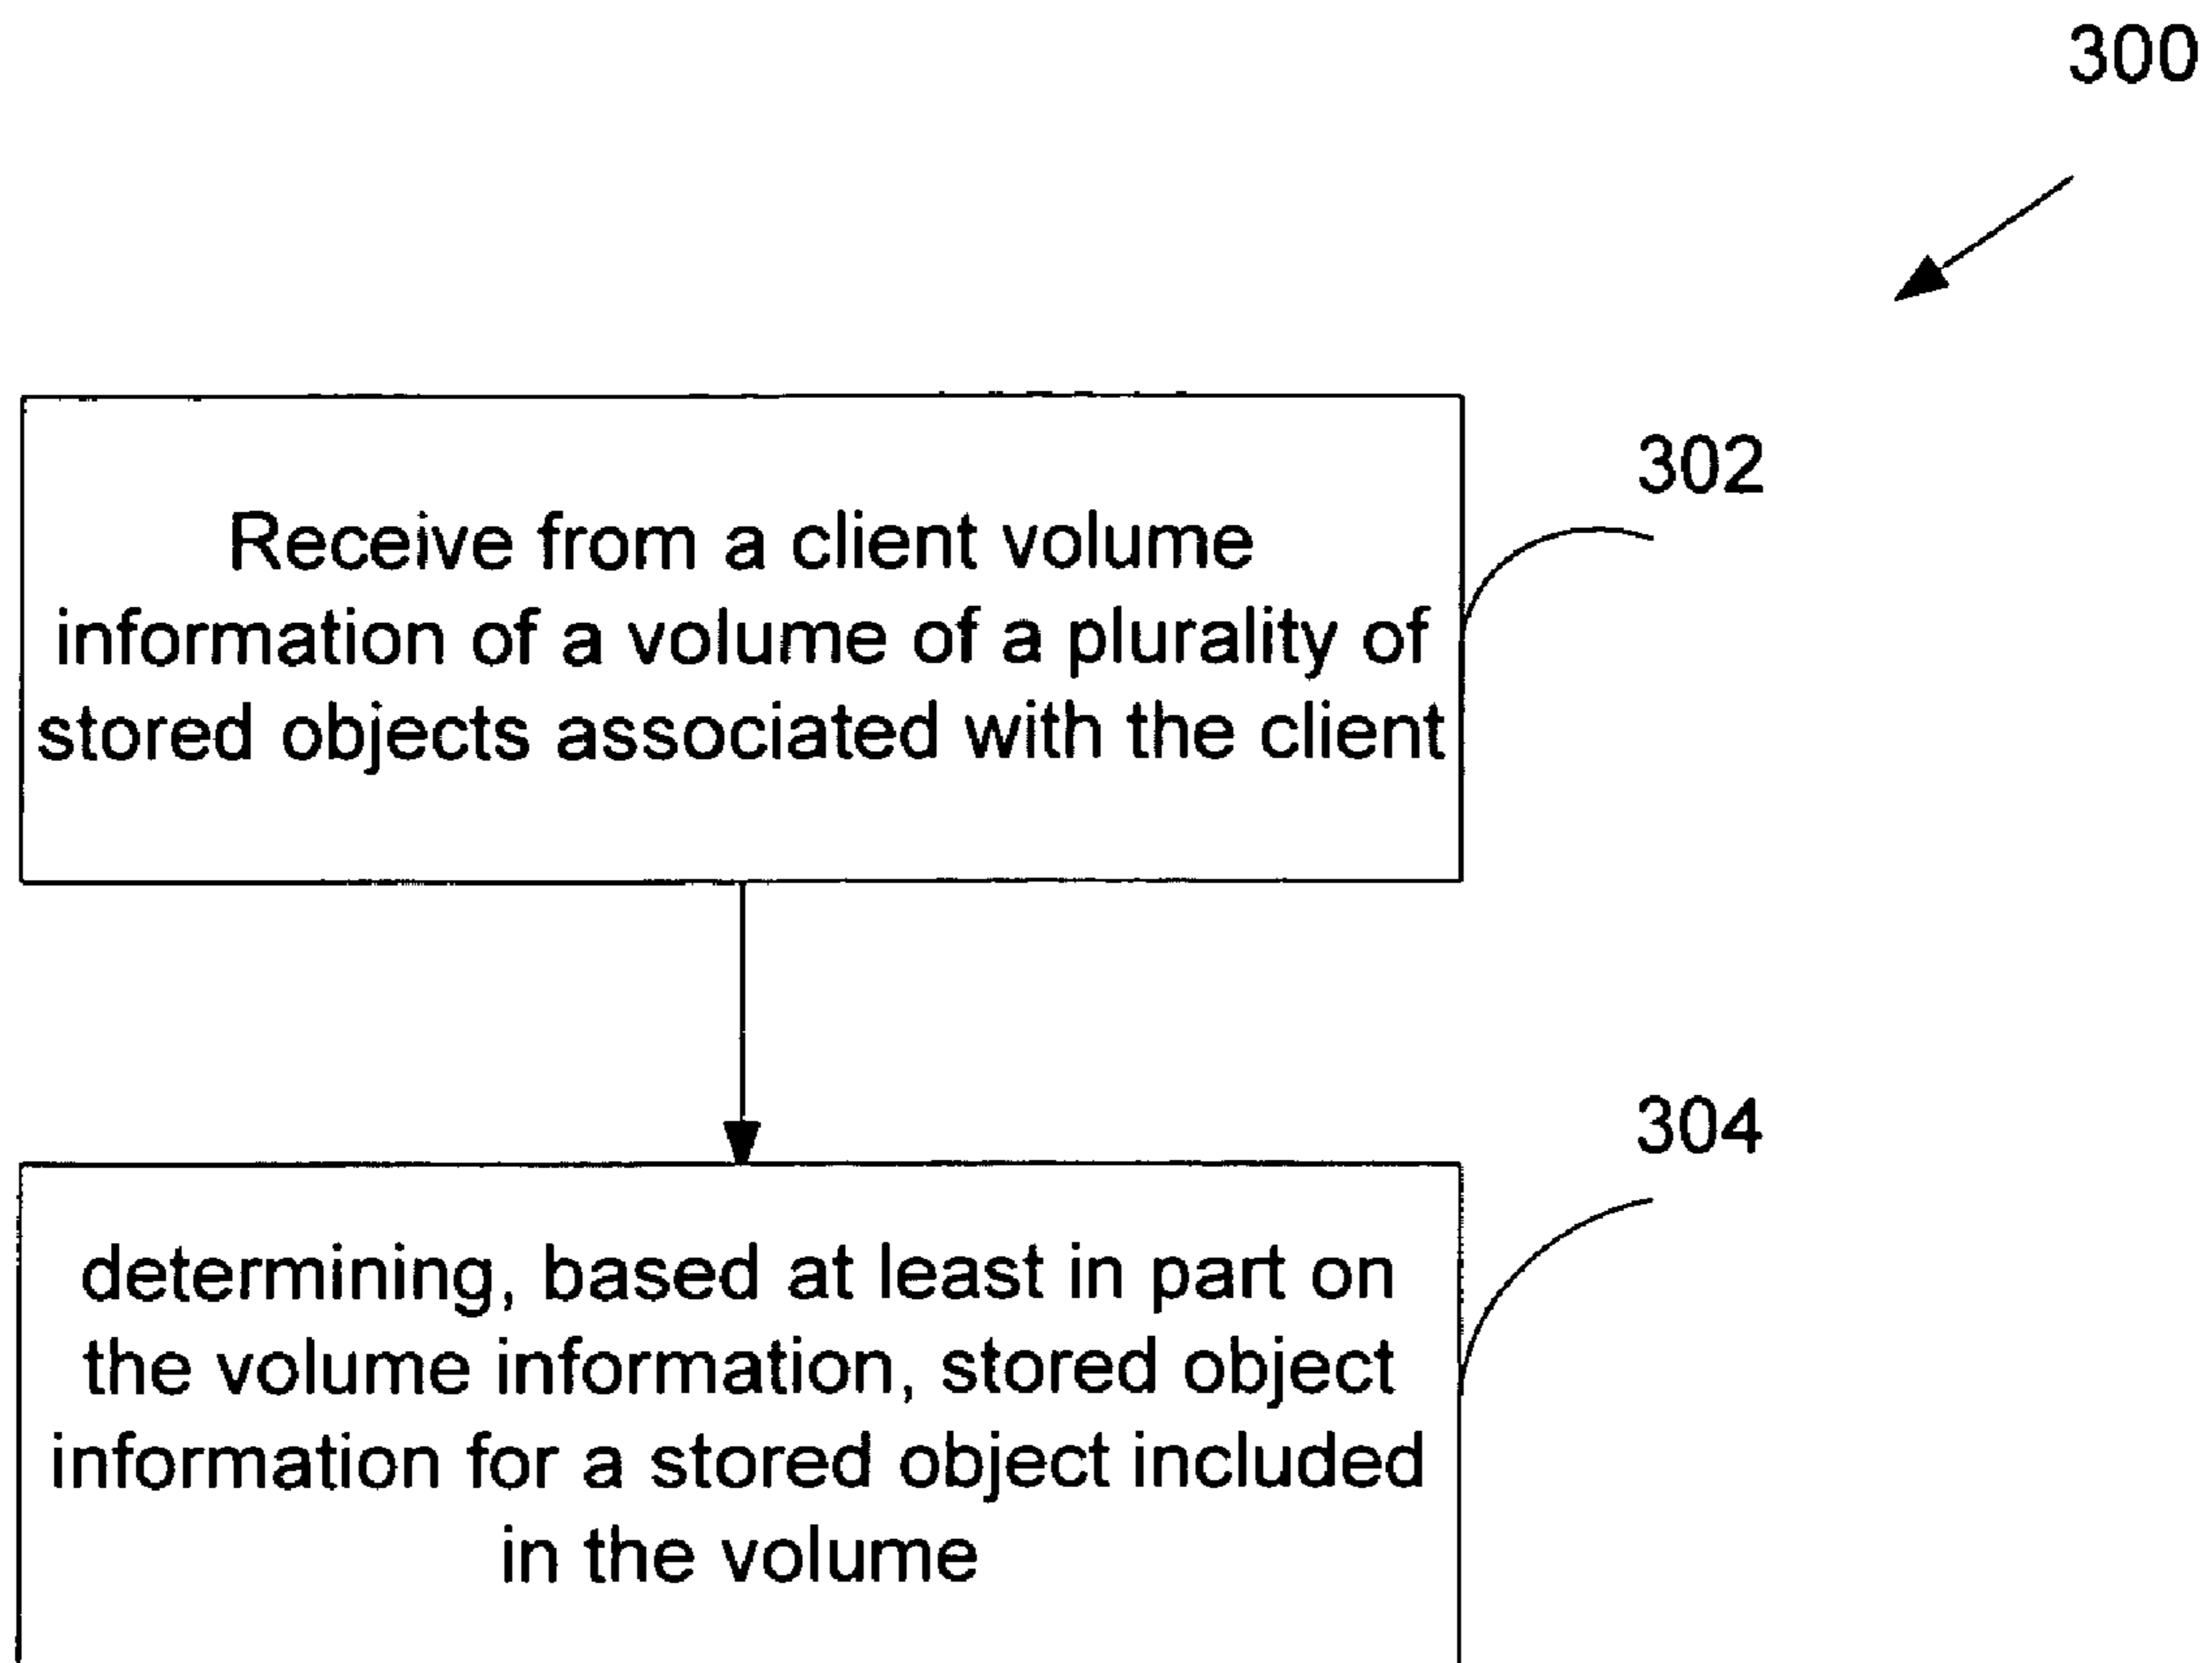 300
302
Receive from a client volume
information of a volume of a plurality of
stored objects associated with the client
304
determining, based at least in part on
the volume information, stored object
information for a stored object included
in the volume